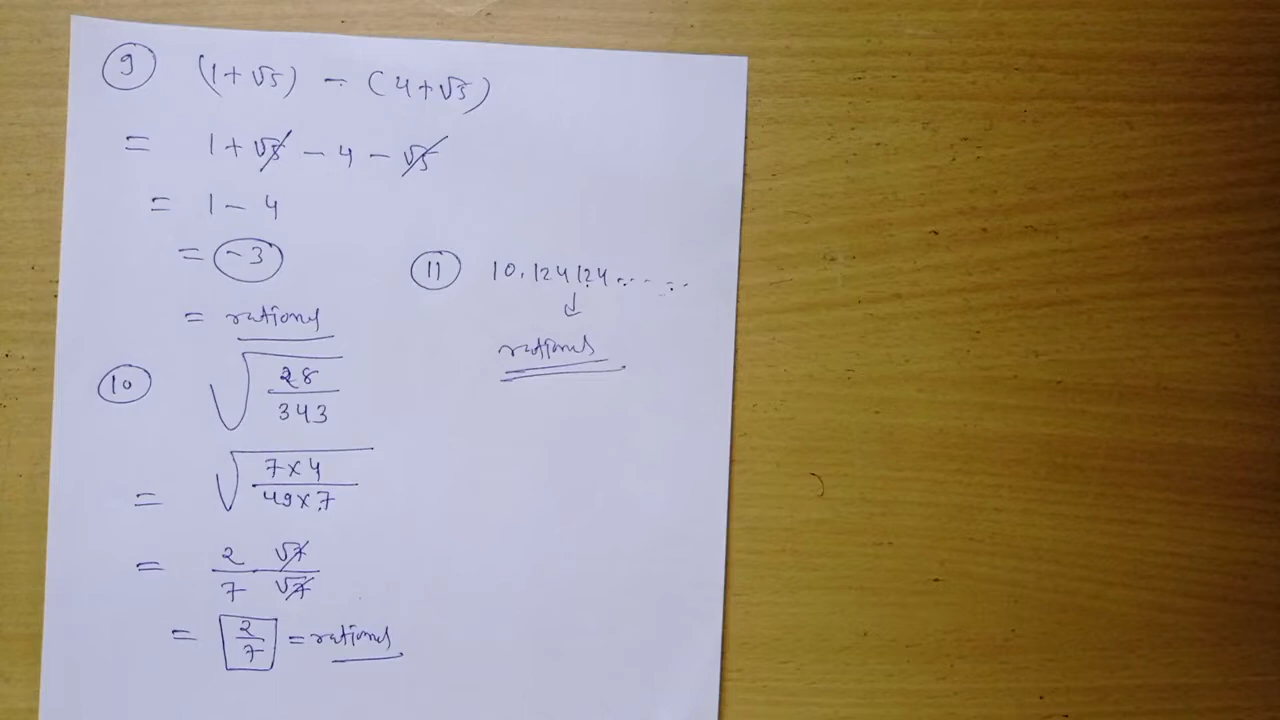 9 (1+√5) - (4+√5)
= 1 + √5 - 4 - √5
= 1 - 4
= -3
= rational
10 √(28/343)
= √(7×4/49×7)
= 2√7/7√7
= 2/7 = rational
11 10.124124......
↓
rational